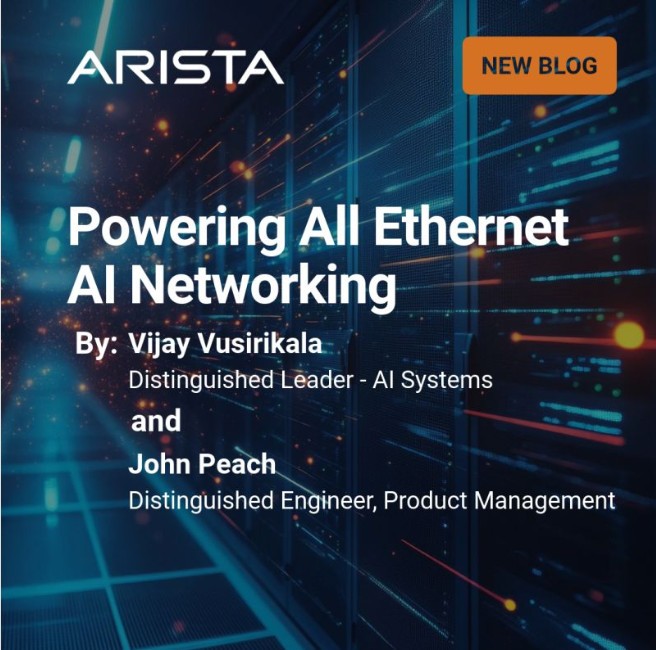 ARISTA
NEW BLOG
Powering All Ethernet
AI Networking
By: Vijay Vusirikala
Distinguished Leader - AI Systems
and
John Peach
Distinguished Engineer, Product Management